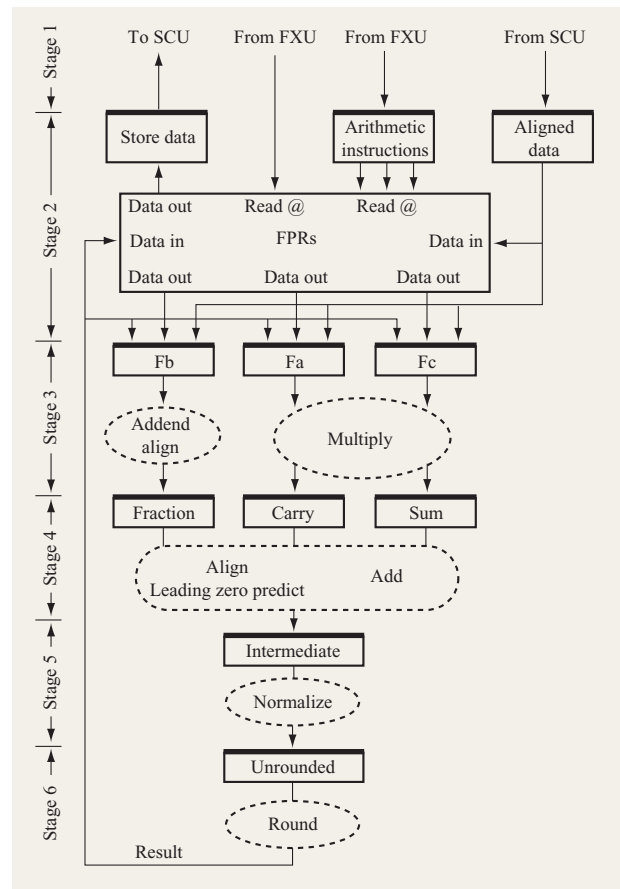 Stage 1
To SCU
From FXU
From FXU
From SCU
Stage 2
Store data
Arithmetic
instructions
Aligned
data
Data out
Read @
Read @
Data in
FPRs
Data in
Data out
Data out
Data out
Stage 3
Fb
Fa
Fc
Addend
align
Multiply
Stage 4
Fraction
Carry
Sum
Align
Leading zero predict
Add
Stage 5
Intermediate
Normalize
Stage 6
Unrounded
Round
Result